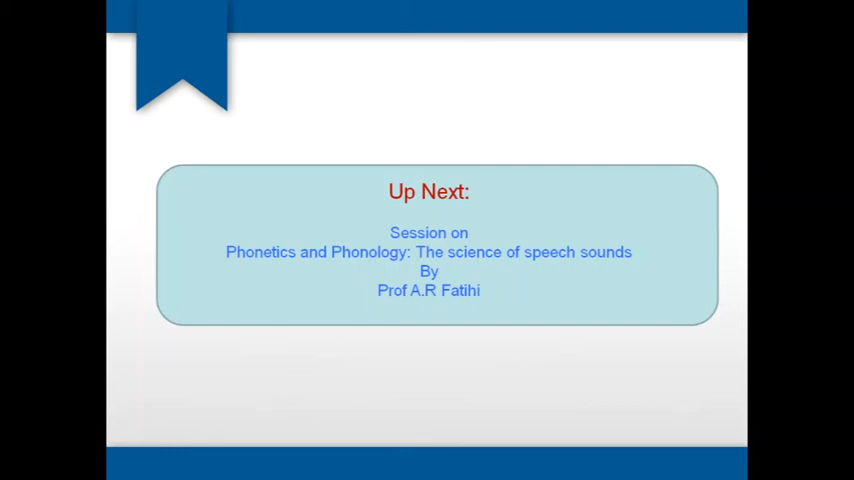 Up Next:
Session on
Phonetics and Phonology: The science of speech sounds
By
Prof A.R Fatihi